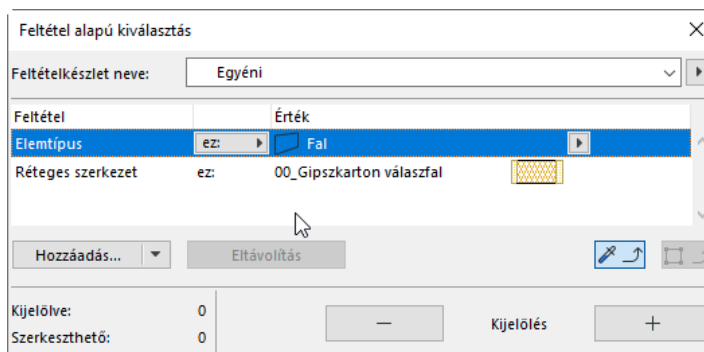 Feltétel alapú kiválasztás
Feltételkészlet neve: Egyéni
Feltétel Érték
Elemtípus ez: Fal
Réteges szerkezet ez: 00_Gipszkarton válaszfal
Hozzáadás... Eltávolítás
Kijelölve: 0
Szerkeszthető: 0
— Kijelölés +